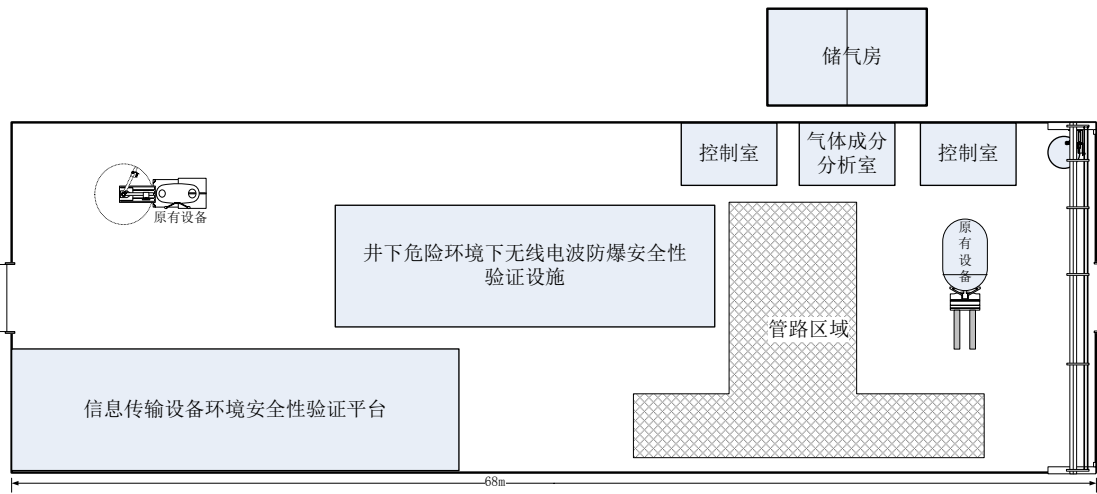 储气房
控制室
气体成分
分析室
控制室
原有设备
井下危险环境下无线电波防爆安全性
验证设施
原
有
设
备
管路区域
信息传输设备环境安全性验证平台
68m